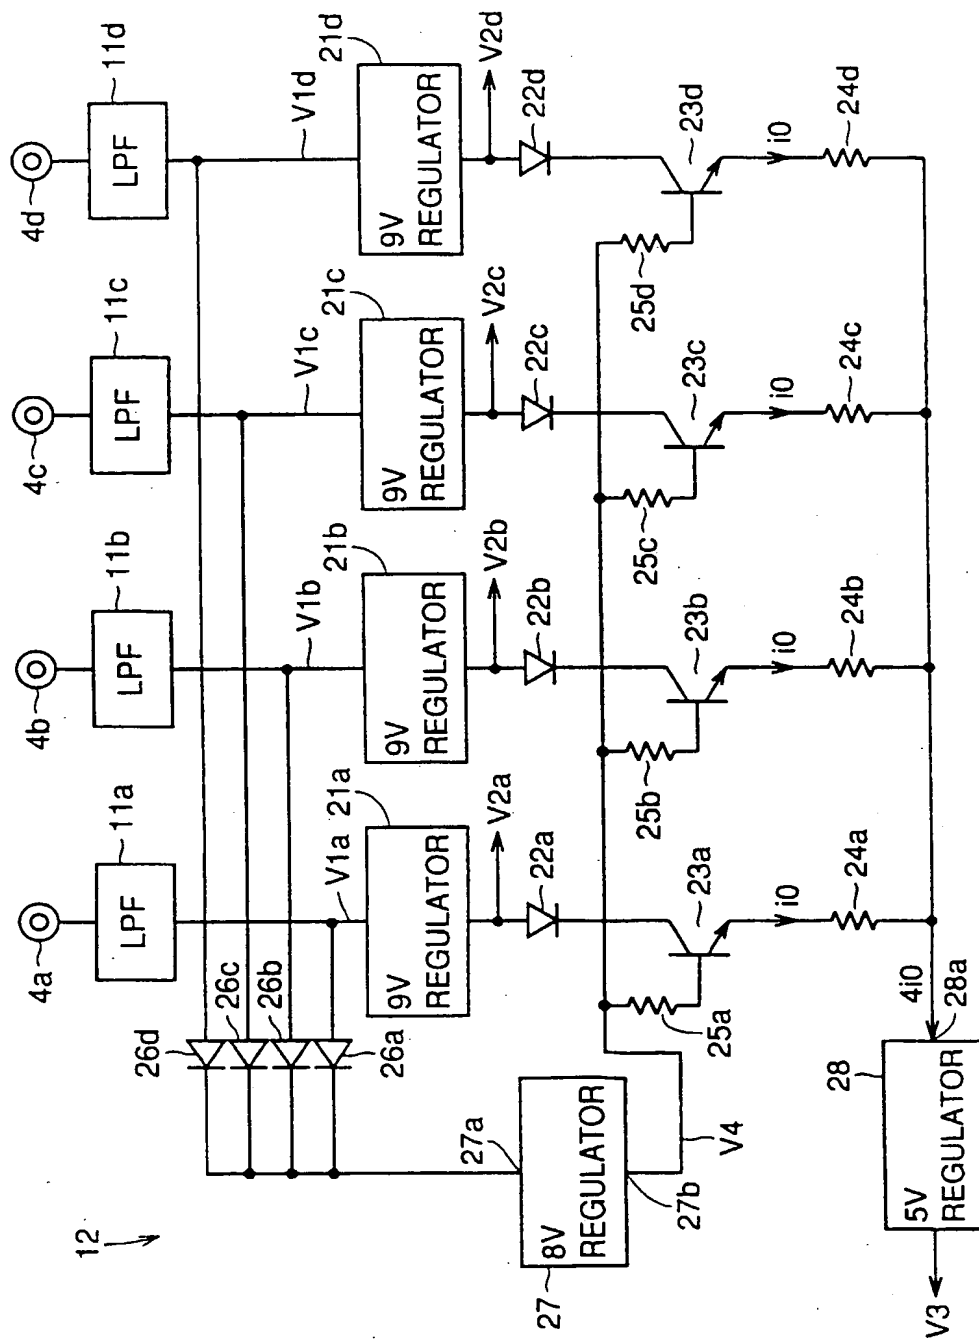 12
4a
4b
4c
4d
11a
11b
11c
11d
LPF
LPF
LPF
LPF
26d
26c
26b
26a
V1a
V1b
V1c
V1d
21a
21b
21c
21d
9V
REGULATOR
9V
REGULATOR
9V
REGULATOR
9V
REGULATOR
V2a
V2b
V2c
V2d
22a
22b
22c
22d
27a
27
8V
REGULATOR
27b
V4
25a
25b
25c
25d
23a
23b
23c
23d
i0
i0
i0
i0
24a
24b
24c
24d
4i0
28a
28
5V
REGULATOR
V3